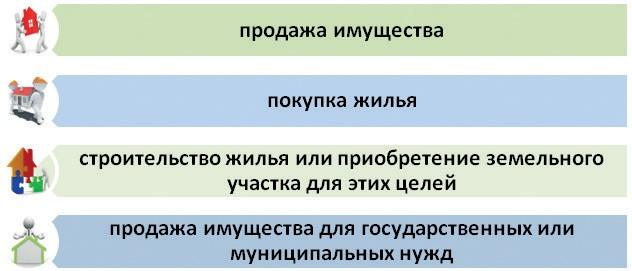 продажа имущества
покупка жилья
строительство жилья или приобретение земельного
участка для этих целей
продажа имущества для государственных или
муниципальных нужд